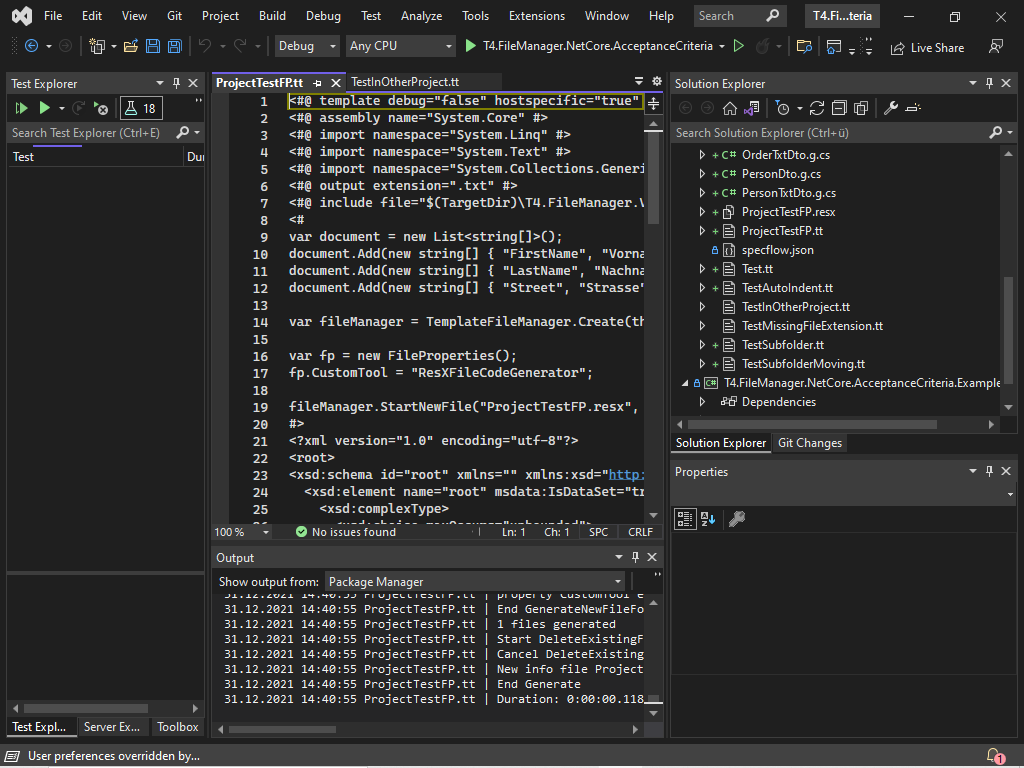 File Edit View Git Project Build Debug Test Analyze Tools Extensions Window Help Search T4.Fi...teria
Debug Any CPU T4.FileManager.NetCore.AcceptanceCriteria Live Share
Test Explorer
18
Search Test Explorer (Ctrl+E)
Test Dur
Test Expl... Server Ex... Toolbox
ProjectTestFP.tt TestInOtherProject.tt
1 <#@ template debug="false" hostspecific="true"
2 <#@ assembly name="System.Core" #>
3 <#@ import namespace="System.Linq" #>
4 <#@ import namespace="System.Text" #>
5 <#@ import namespace="System.Collections.Generi
6 <#@ output extension=".txt" #>
7 <#@ include file="$(TargetDir)\T4.FileManager.V
8 <#
9 var document = new List<string[]>();
10 document.Add(new string[] { "FirstName", "Vorna
11 document.Add(new string[] { "LastName", "Nachna
12 document.Add(new string[] { "Street", "Strasse"
13
14 var fileManager = TemplateFileManager.Create(th
15
16 var fp = new FileProperties();
17 fp.CustomTool = "ResXFileCodeGenerator";
18
19 fileManager.StartNewFile("ProjectTestFP.resx",
20 #>
21 <?xml version="1.0" encoding="utf-8"?>
22 <root>
23 <xsd:schema id="root" xmlns="" xmlns:xsd="http:
24 <xsd:element name="root" msdata:IsDataSet="tr
25 <xsd:complexType>
26 <xsd:choice maxOccurs="unbounded">
100 % No issues found Ln: 1 Ch: 1 SPC CRLF
Output
Show output from: Package Manager
31.12.2021 14:40:55 ProjectTestFP.tt | property CustomTool e
31.12.2021 14:40:55 ProjectTestFP.tt | End GenerateNewFileFo
31.12.2021 14:40:55 ProjectTestFP.tt | 1 files generated
31.12.2021 14:40:55 ProjectTestFP.tt | Start DeleteExistingF
31.12.2021 14:40:55 ProjectTestFP.tt | Cancel DeleteExisting
31.12.2021 14:40:55 ProjectTestFP.tt | New info file Project
31.12.2021 14:40:55 ProjectTestFP.tt | End Generate
31.12.2021 14:40:55 ProjectTestFP.tt | Duration: 0:00:00.118
Solution Explorer
Search Solution Explorer (Ctrl+ü)
C# OrderTxtDto.g.cs
C# PersonDto.g.cs
C# PersonTxtDto.g.cs
ProjectTestFP.resx
ProjectTestFP.tt
specflow.json
Test.tt
TestAutoIndent.tt
TestInOtherProject.tt
TestMissingFileExtension.tt
TestSubfolder.tt
TestSubfolderMoving.tt
C# T4.FileManager.NetCore.AcceptanceCriteria.Example
Dependencies
Solution Explorer Git Changes
Properties
User preferences overridden by... 1